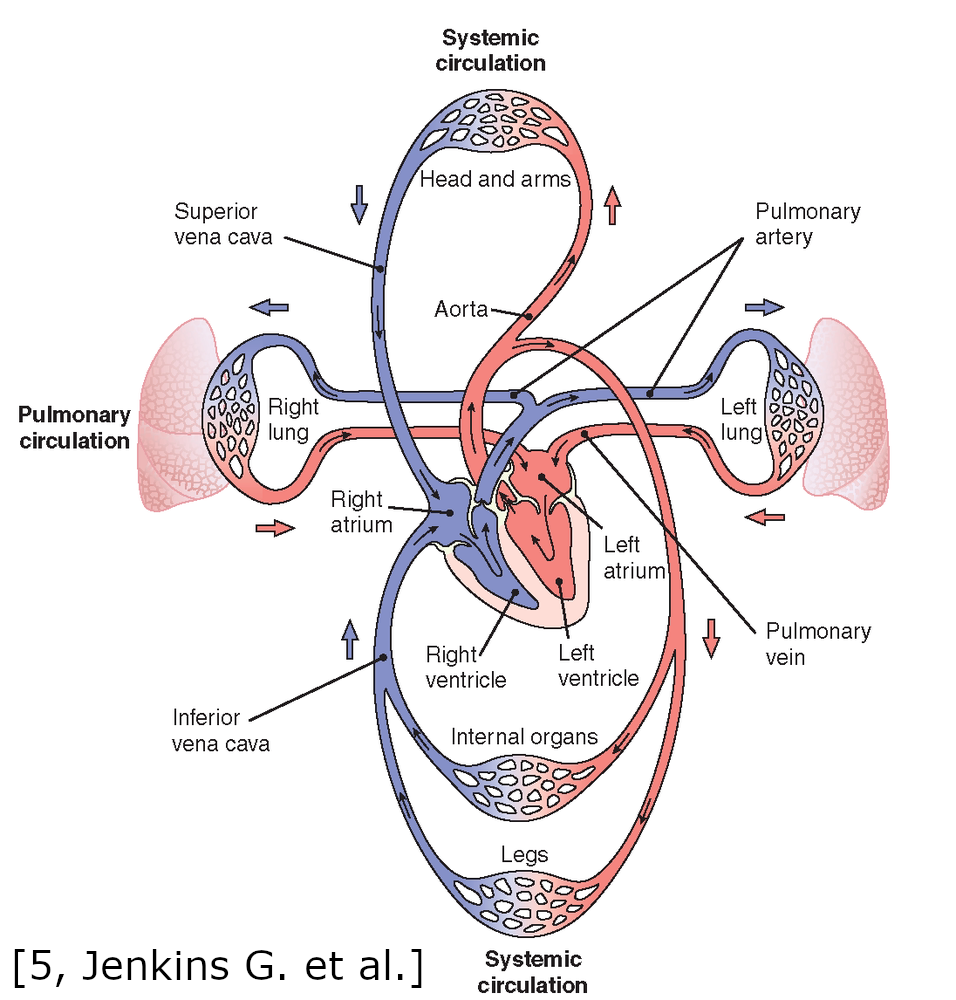 Systemic
circulation
Head and arms
Superior
vena cava
Pulmonary
artery
Aorta
Pulmonary
circulation
Right
lung
Left
lung
Right
atrium
Left
atrium
Right
ventricle
Left
ventricle
Pulmonary
vein
Inferior
vena cava
Internal organs
Legs
Systemic
circulation
[5, Jenkins G. et al.]